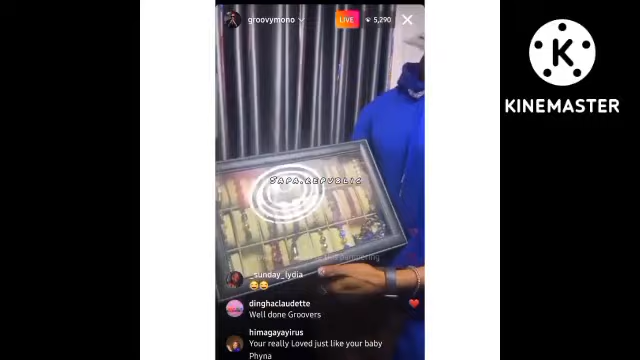 groovymono
LIVE
5,290
KINEMASTER
SAPA.REPUBLIC
pampering
_sunday_lydia
😂😂
dinghaclaudette
Well done Groovers
himagayayirus
Your really Loved just like your baby
Phyna